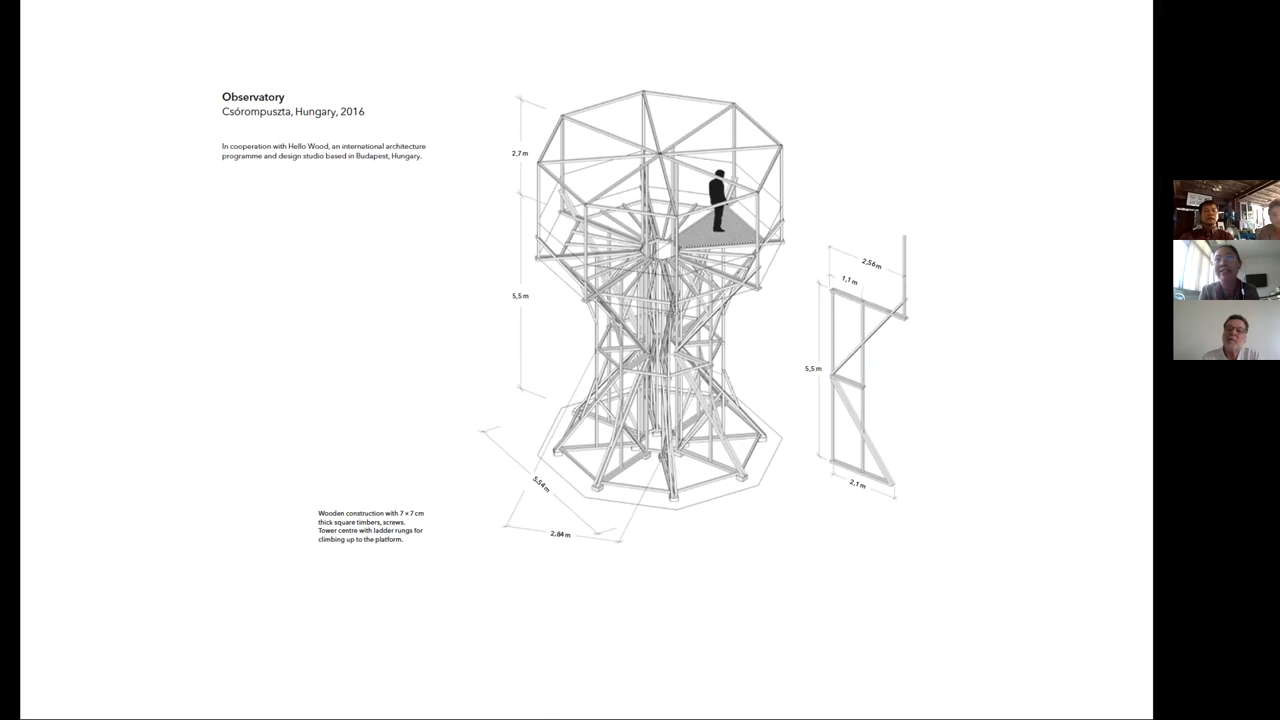 Observatory
Csórompuszta, Hungary, 2016
In cooperation with Hello Wood, an international architecture
programme and design studio based in Budapest, Hungary.
2,7 m
5,5 m
2,56m
1,1 m
5,5 m
2,1 m
5,54 m
2,84 m
Wooden construction with 7 × 7 cm
thick square timbers, screws.
Tower centre with ladder rungs for
climbing up to the platform.